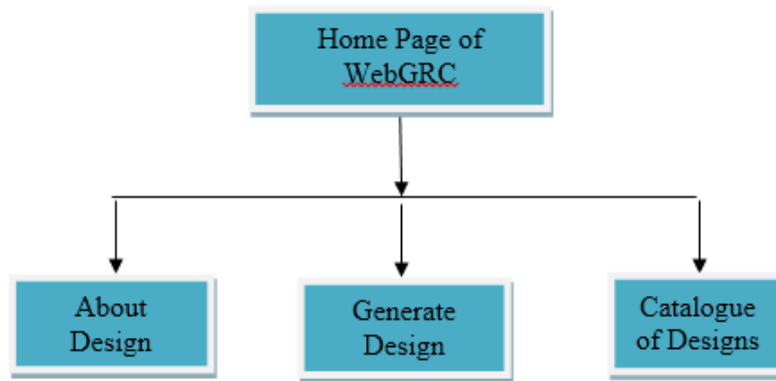 Home Page of
WebGRC
About
Design
Generate
Design
Catalogue
of Designs